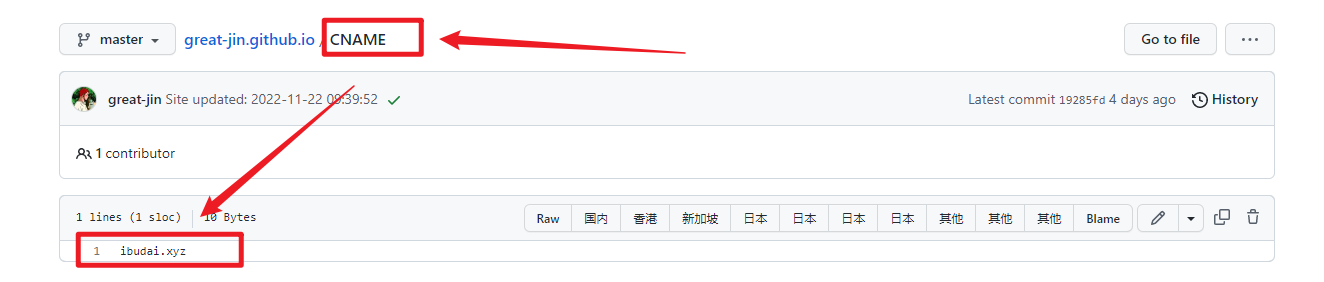 master great-jin.github.io / CNAME Go to file ...
great-jin Site updated: 2022-11-22 09:39:52 Latest commit 19285fd 4 days ago History
1 contributor
1 lines (1 sloc) 10 Bytes Raw 国内 香港 新加坡 日本 日本 日本 日本 其他 其他 其他 Blame
1 ibudai.xyz